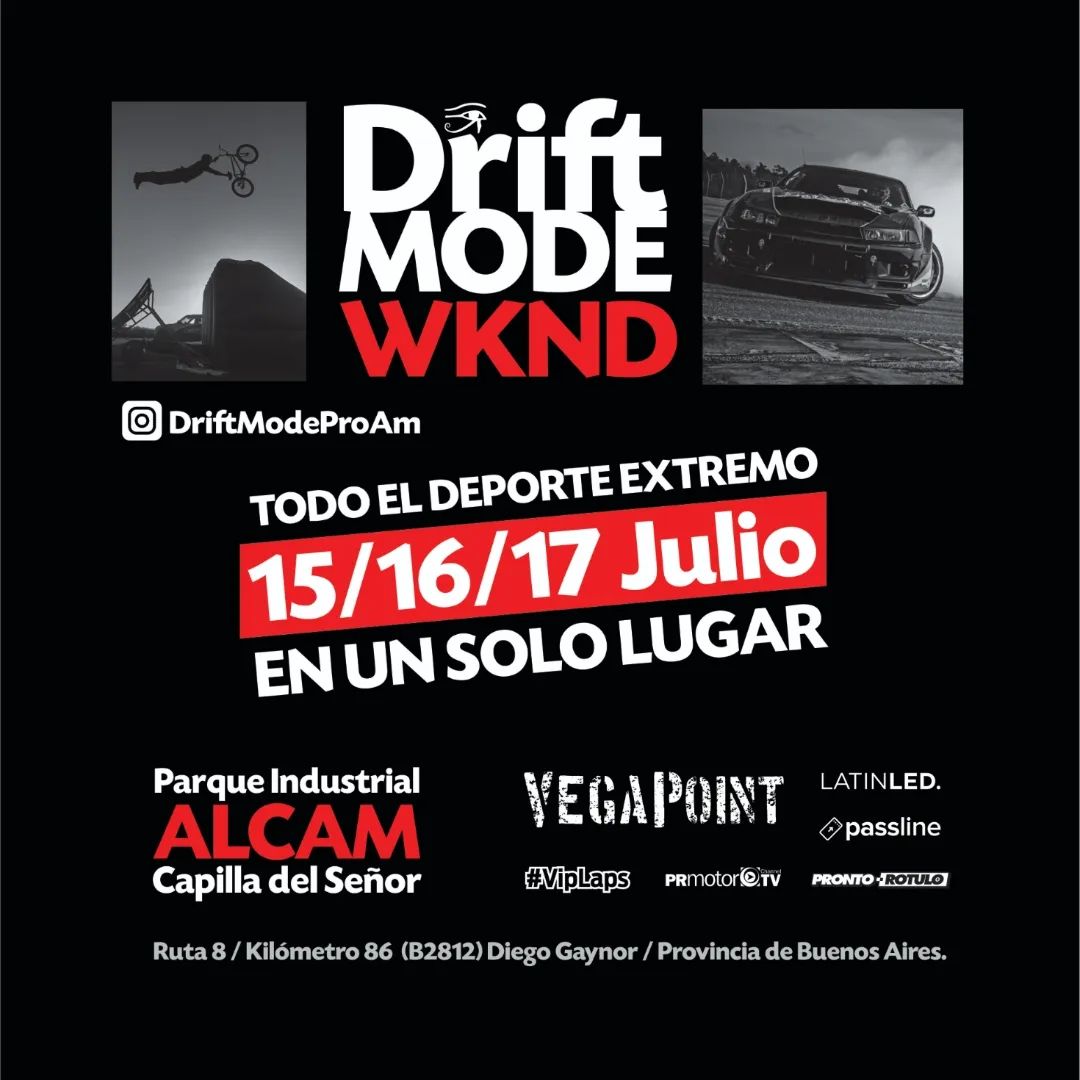 Drift
MODE
WKND
DriftModeProAm
TODO EL DEPORTE EXTREMO
15/16/17 Julio
EN UN SOLO LUGAR
Parque Industrial
ALCAM
Capilla del Señor
VEGAPOINT
LATINLED.
passline
#VipLaps
PRmotor Channel TV
PRONTO+ROTULO
Ruta 8 / Kilómetro 86 (B2812) Diego Gaynor / Provincia de Buenos Aires.